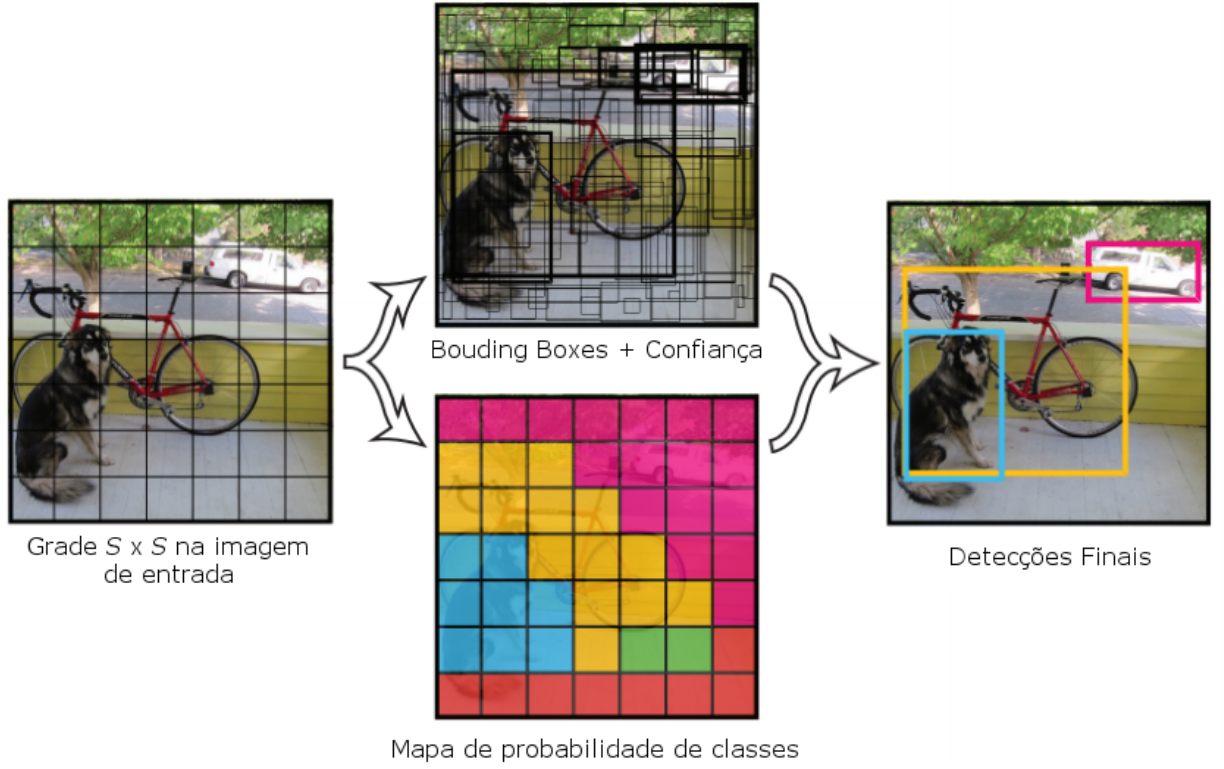 Bouding Boxes + Confiança
Grade S x S na imagem
de entrada
Detecções Finais
Mapa de probabilidade de classes